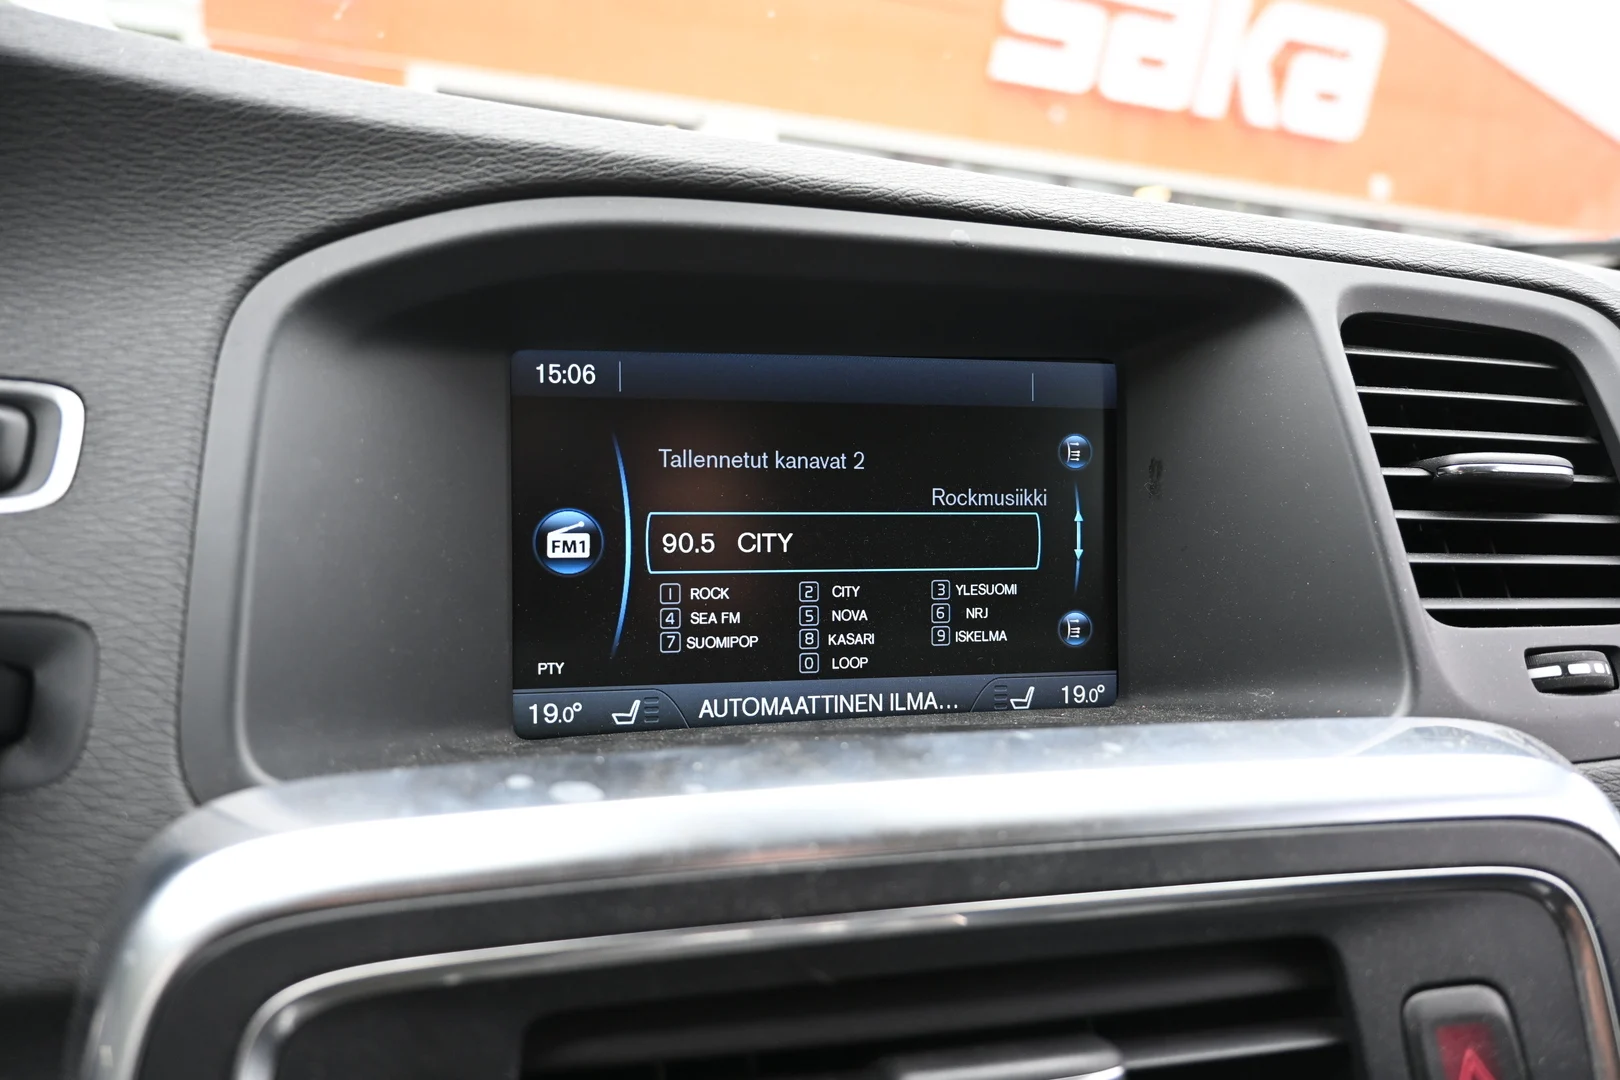 saka
15:06
Tallennetut kanavat 2
Rockmusiikki
FM1
90.5 CITY
1 ROCK 2 CITY 3 YLESUOMI
4 SEA FM 5 NOVA 6 NRJ
7 SUOMIPOP 8 KASARI 9 ISKELMA
0 LOOP
PTY
19.0° AUTOMAATTINEN ILMA... 19.0°